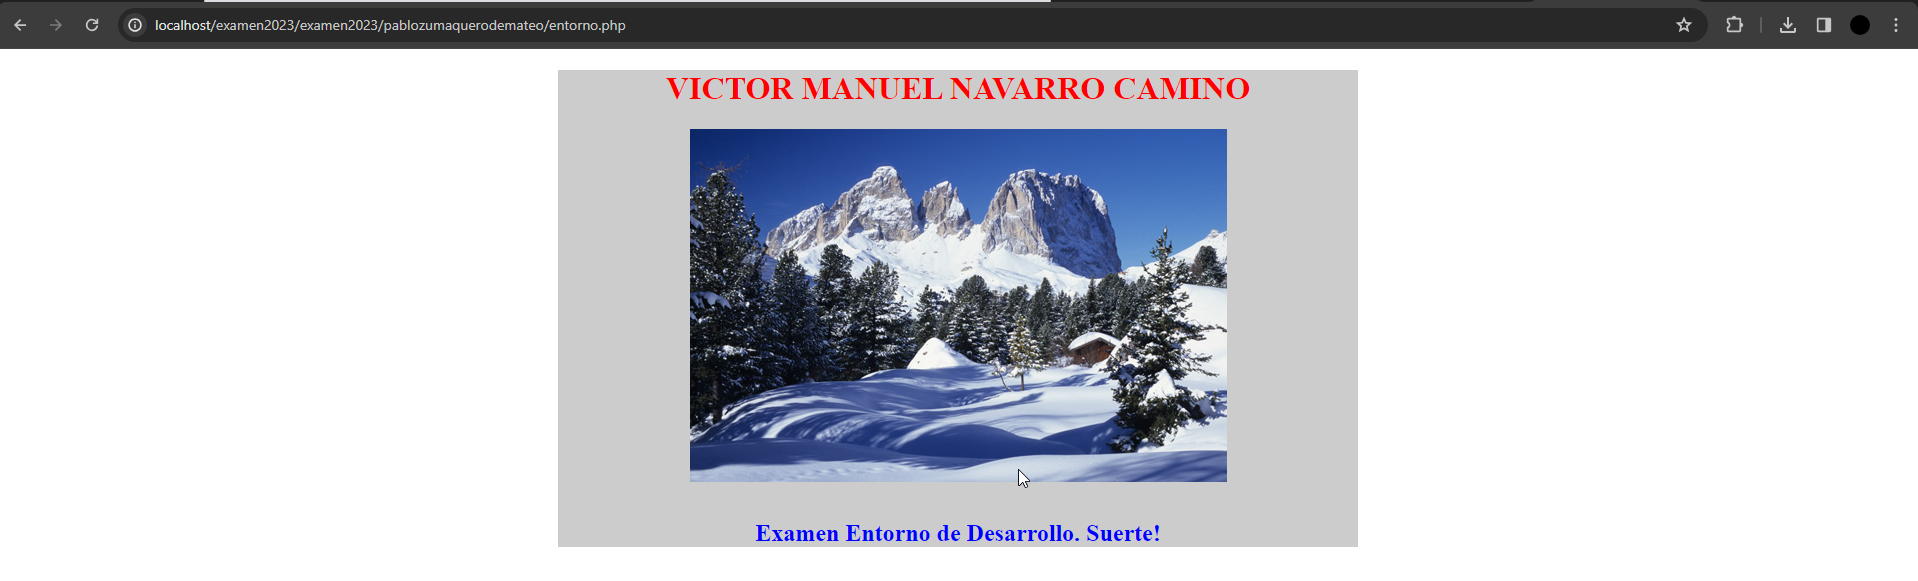 localhost/examen2023/examen2023/pablozumaquerodemateo/entorno.php
VICTOR MANUEL NAVARRO CAMINO
Examen Entorno de Desarrollo. Suerte!